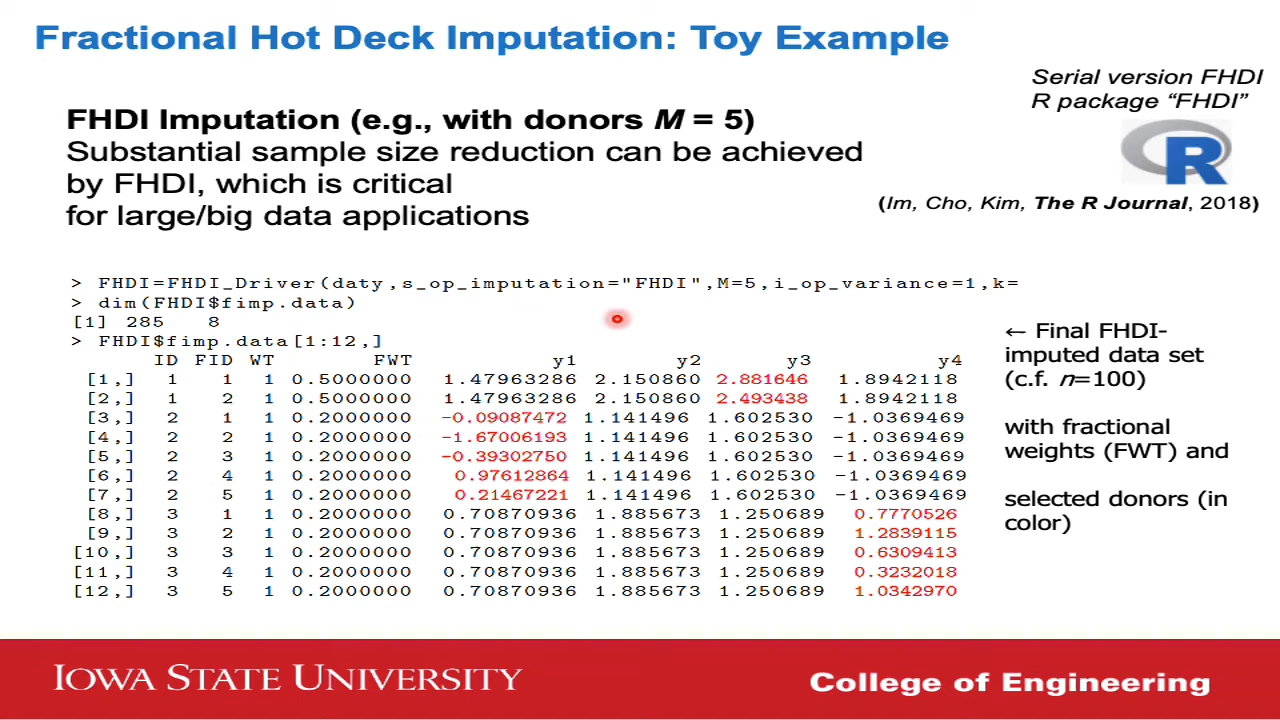 Fractional Hot Deck Imputation: Toy Example
Serial version FHDI
R package “FHDI”
R
(Im, Cho, Kim, The R Journal, 2018)
FHDI Imputation (e.g., with donors M = 5)
Substantial sample size reduction can be achieved
by FHDI, which is critical
for large/big data applications
> FHDI=FHDI_Driver(daty,s_op_imputation="FHDI",M=5,i_op_variance=1,k=
> dim(FHDI$fimp.data)
[1] 285 8
> FHDI$fimp.data[1:12,]
ID FID WT FWT y1 y2 y3 y4
[1,] 1 1 1 0.5000000 1.47963286 2.150860 2.881646 1.8942118
[2,] 1 2 1 0.5000000 1.47963286 2.150860 2.493438 1.8942118
[3,] 2 1 1 0.2000000 -0.09087472 1.141496 1.602530 -1.0369469
[4,] 2 2 1 0.2000000 -1.67006193 1.141496 1.602530 -1.0369469
[5,] 2 3 1 0.2000000 -0.39302750 1.141496 1.602530 -1.0369469
[6,] 2 4 1 0.2000000 0.97612864 1.141496 1.602530 -1.0369469
[7,] 2 5 1 0.2000000 0.21467221 1.141496 1.602530 -1.0369469
[8,] 3 1 1 0.2000000 0.70870936 1.885673 1.250689 0.7770526
[9,] 3 2 1 0.2000000 0.70870936 1.885673 1.250689 1.2839115
[10,] 3 3 1 0.2000000 0.70870936 1.885673 1.250689 0.6309413
[11,] 3 4 1 0.2000000 0.70870936 1.885673 1.250689 0.3232018
[12,] 3 5 1 0.2000000 0.70870936 1.885673 1.250689 1.0342970
← Final FHDI-
imputed data set
(c.f. n=100)
with fractional
weights (FWT) and
selected donors (in
color)
IOWA STATE UNIVERSITY
College of Engineering